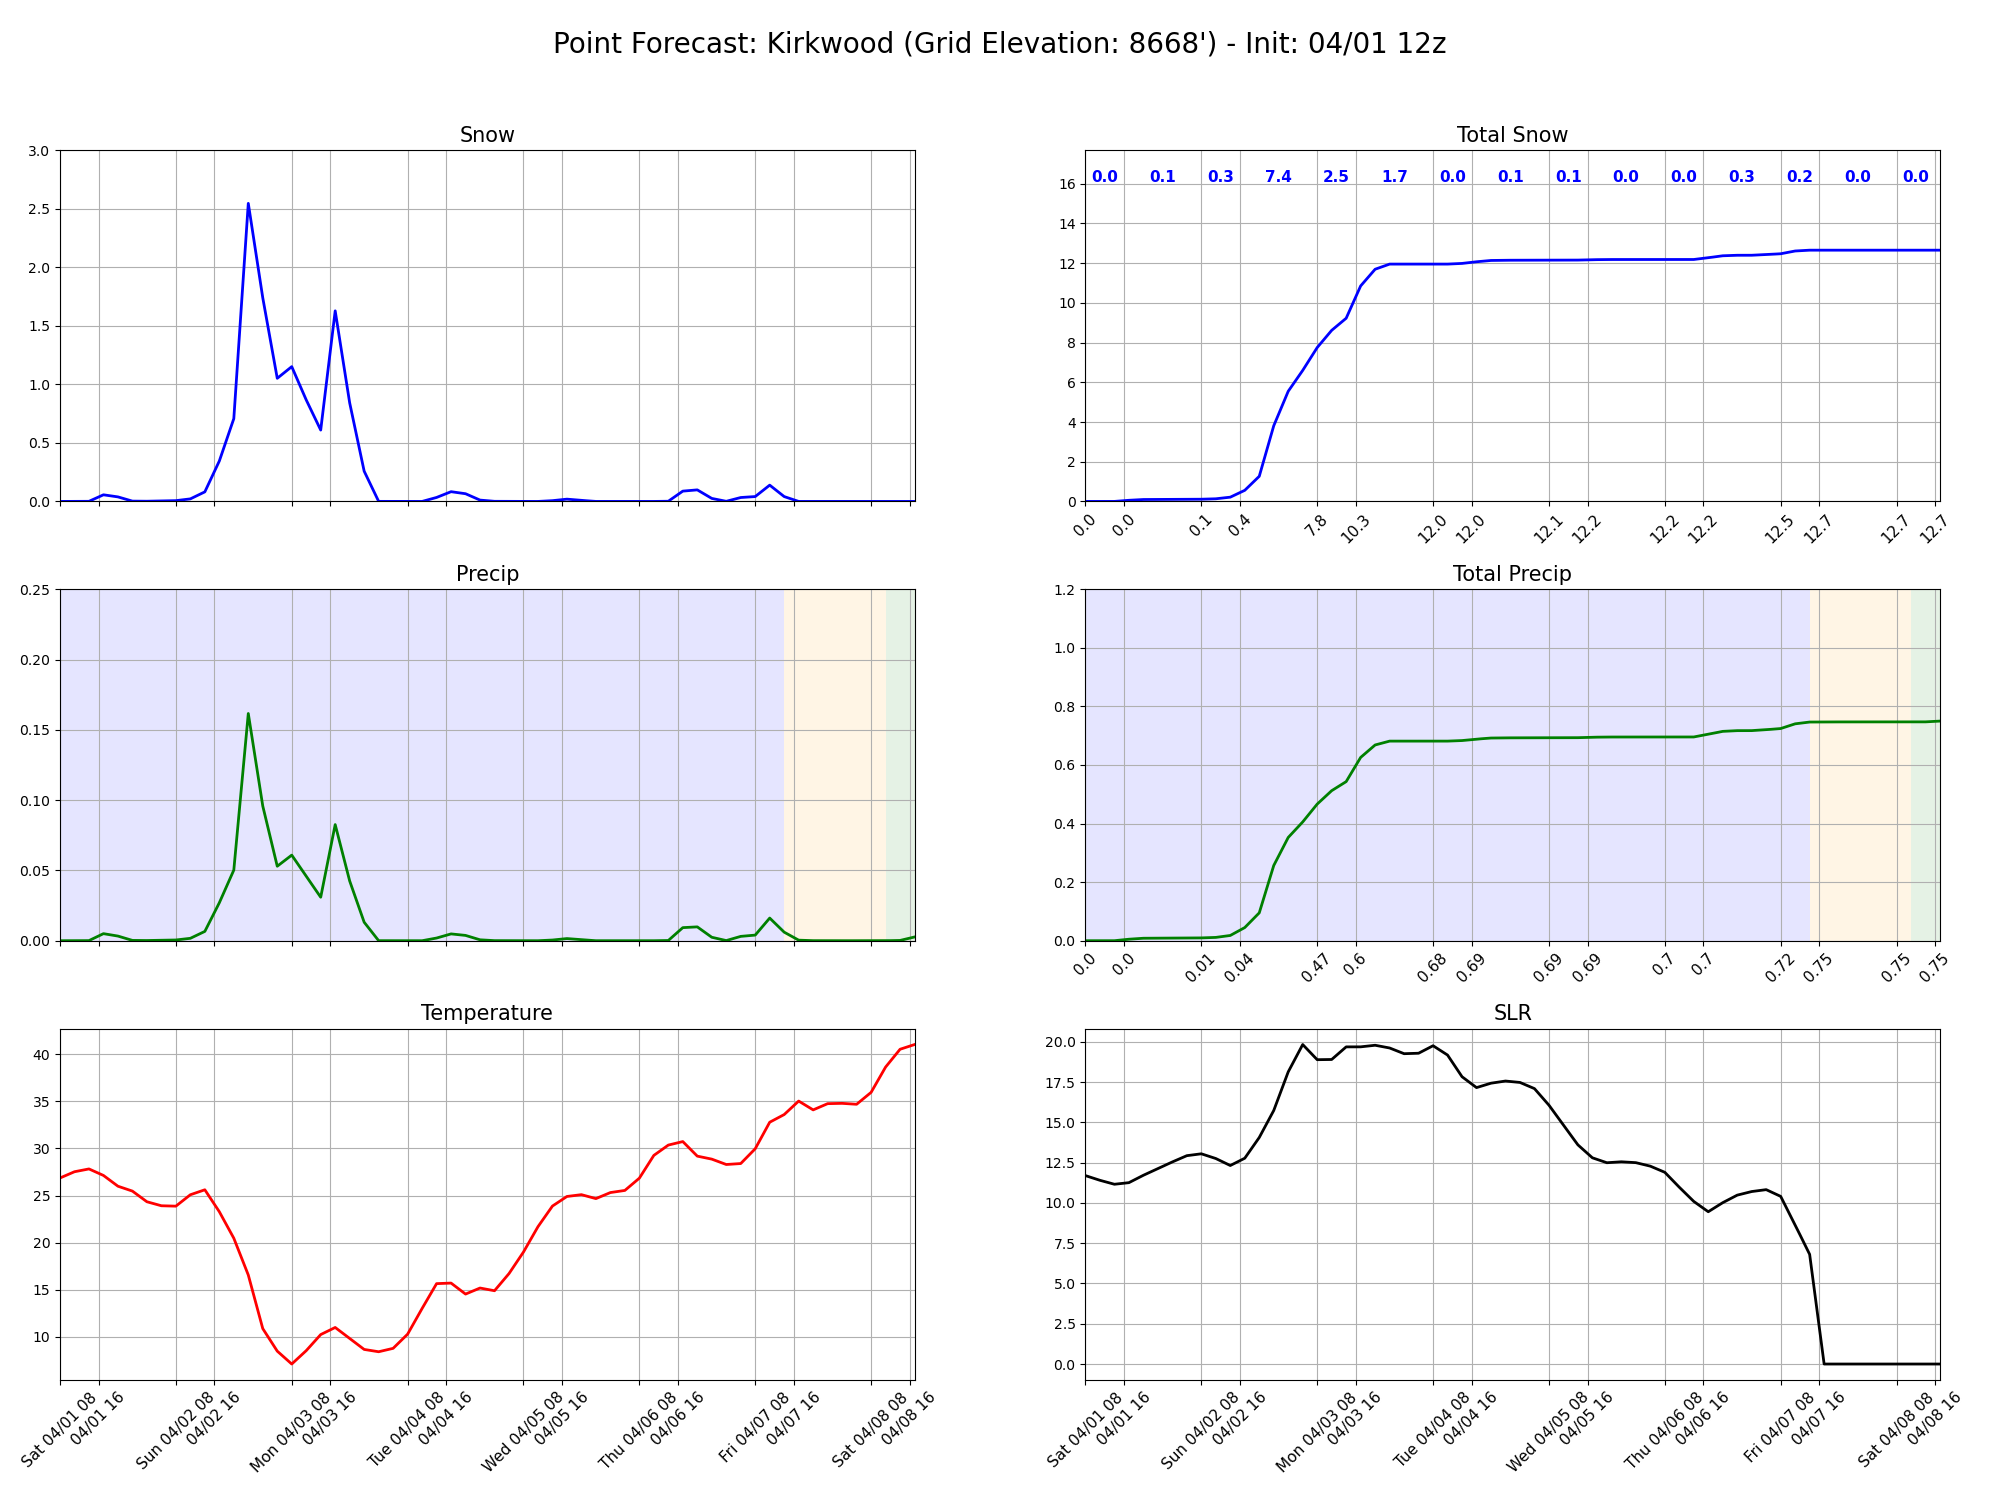 Point Forecast: Kirkwood (Grid Elevation: 8668') - Init: 04/01 12z
Snow
3.0
2.5
2.0
1.5
1.0
0.5
0.0
Total Snow
0.0 0.1 0.3 7.4 2.5 1.7 0.0 0.1 0.1 0.0 0.0 0.3 0.2 0.0 0.0
16
14
12
10
8
6
4
2
0
0.0 0.0 0.1 0.4 7.8 10.3 12.0 12.0 12.1 12.2 12.2 12.2 12.5 12.7 12.7 12.7
Precip
0.25
0.20
0.15
0.10
0.05
0.00
Total Precip
1.2
1.0
0.8
0.6
0.4
0.2
0.0
0.0 0.0 0.01 0.04 0.47 0.6 0.68 0.69 0.69 0.69 0.7 0.7 0.72 0.75 0.75 0.75
Temperature
40
35
30
25
20
15
10
Sat 04/01 08
04/01 16
Sun 04/02 08
04/02 16
Mon 04/03 08
04/03 16
Tue 04/04 08
04/04 16
Wed 04/05 08
04/05 16
Thu 04/06 08
04/06 16
Fri 04/07 08
04/07 16
Sat 04/08 08
04/08 16
SLR
20.0
17.5
15.0
12.5
10.0
7.5
5.0
2.5
0.0
Sat 04/01 08
04/01 16
Sun 04/02 08
04/02 16
Mon 04/03 08
04/03 16
Tue 04/04 08
04/04 16
Wed 04/05 08
04/05 16
Thu 04/06 08
04/06 16
Fri 04/07 08
04/07 16
Sat 04/08 08
04/08 16